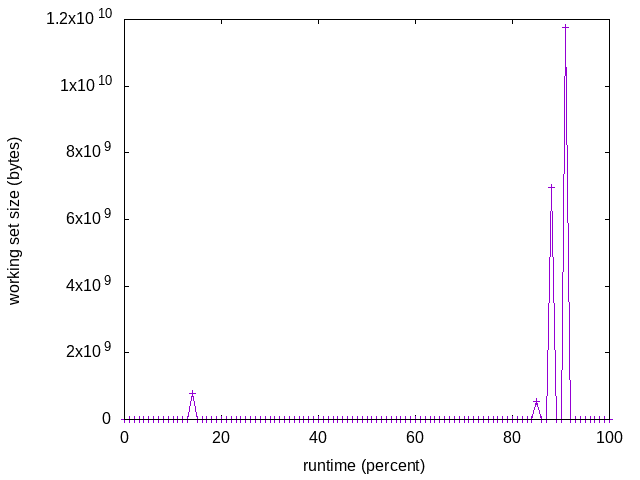 1.2x10^10
1x10^10
8x10^9
6x10^9
4x10^9
2x10^9
0
0 20 40 60 80 100
working set size (bytes)
runtime (percent)